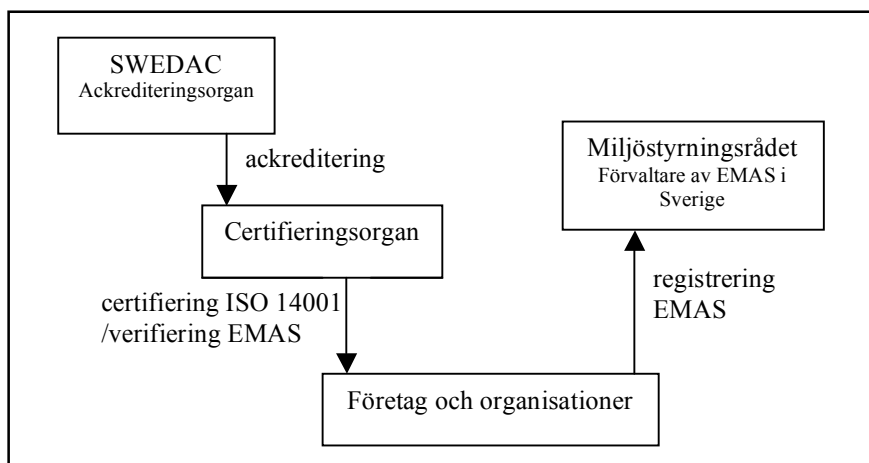 SWEDAC
Ackrediteringsorgan
ackreditering
Miljöstyrningsrådet
Förvaltare av EMAS i
Sverige
Certifieringsorgan
certifiering ISO 14001
/verifiering EMAS
registrering
EMAS
Företag och organisationer